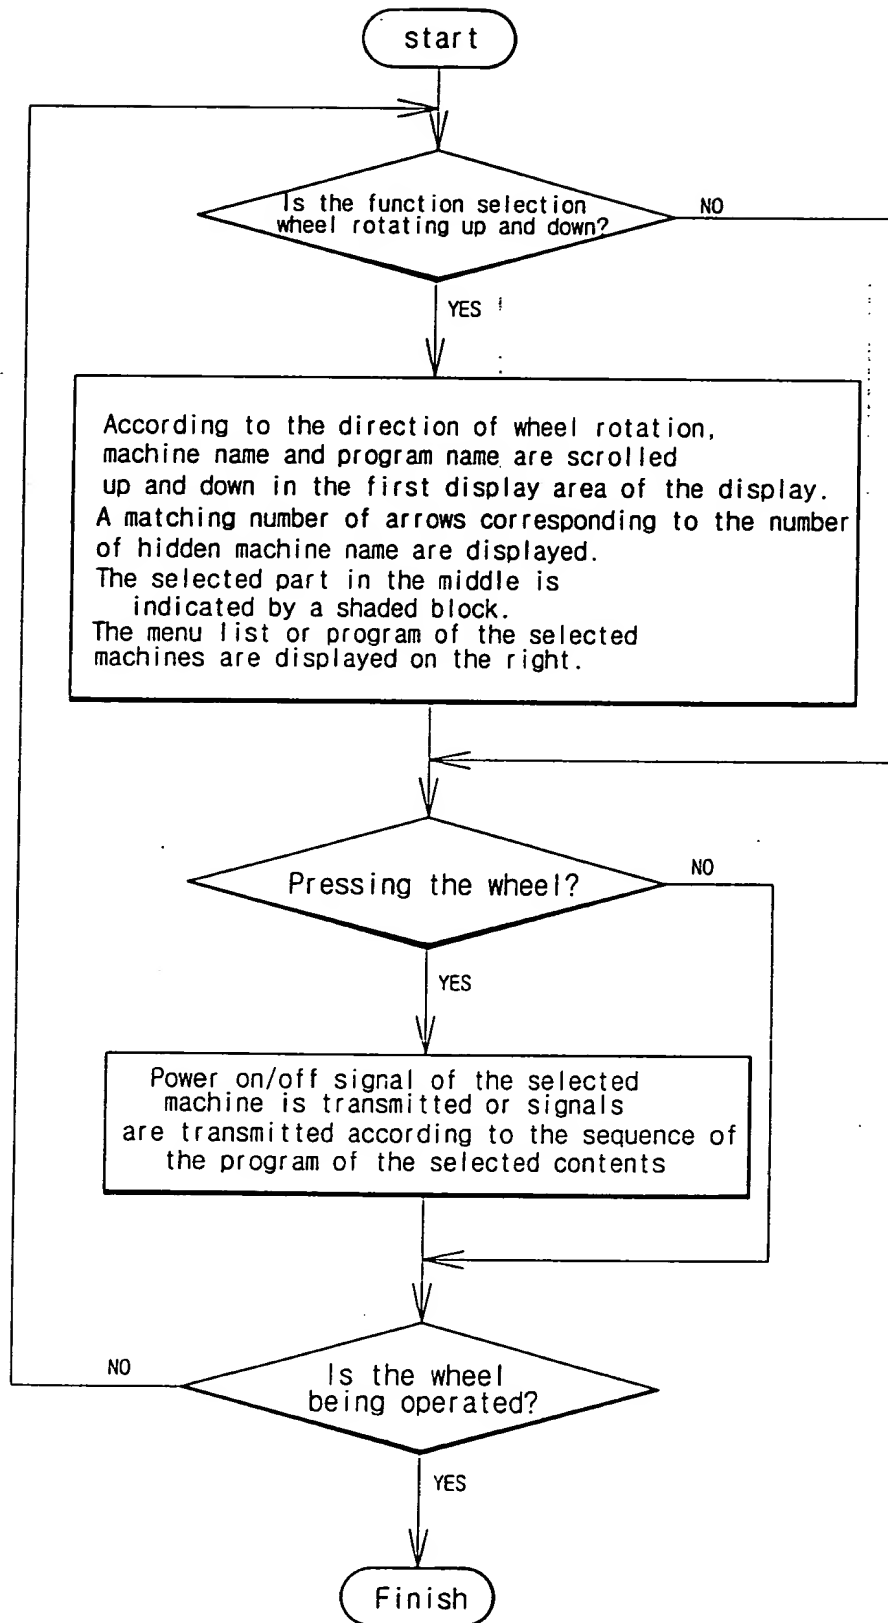 start
Is the function selection
wheel rotating up and down?
NO
YES
According to the direction of wheel rotation,
machine name and program name are scrolled
up and down in the first display area of the display.
A matching number of arrows corresponding to the number
of hidden machine name are displayed.
The selected part in the middle is
indicated by a shaded block.
The menu list or program of the selected
machines are displayed on the right.
Pressing the wheel?
NO
YES
Power on/off signal of the selected
machine is transmitted or signals
are transmitted according to the sequence of
the program of the selected contents
Is the wheel
being operated?
NO
YES
Finish